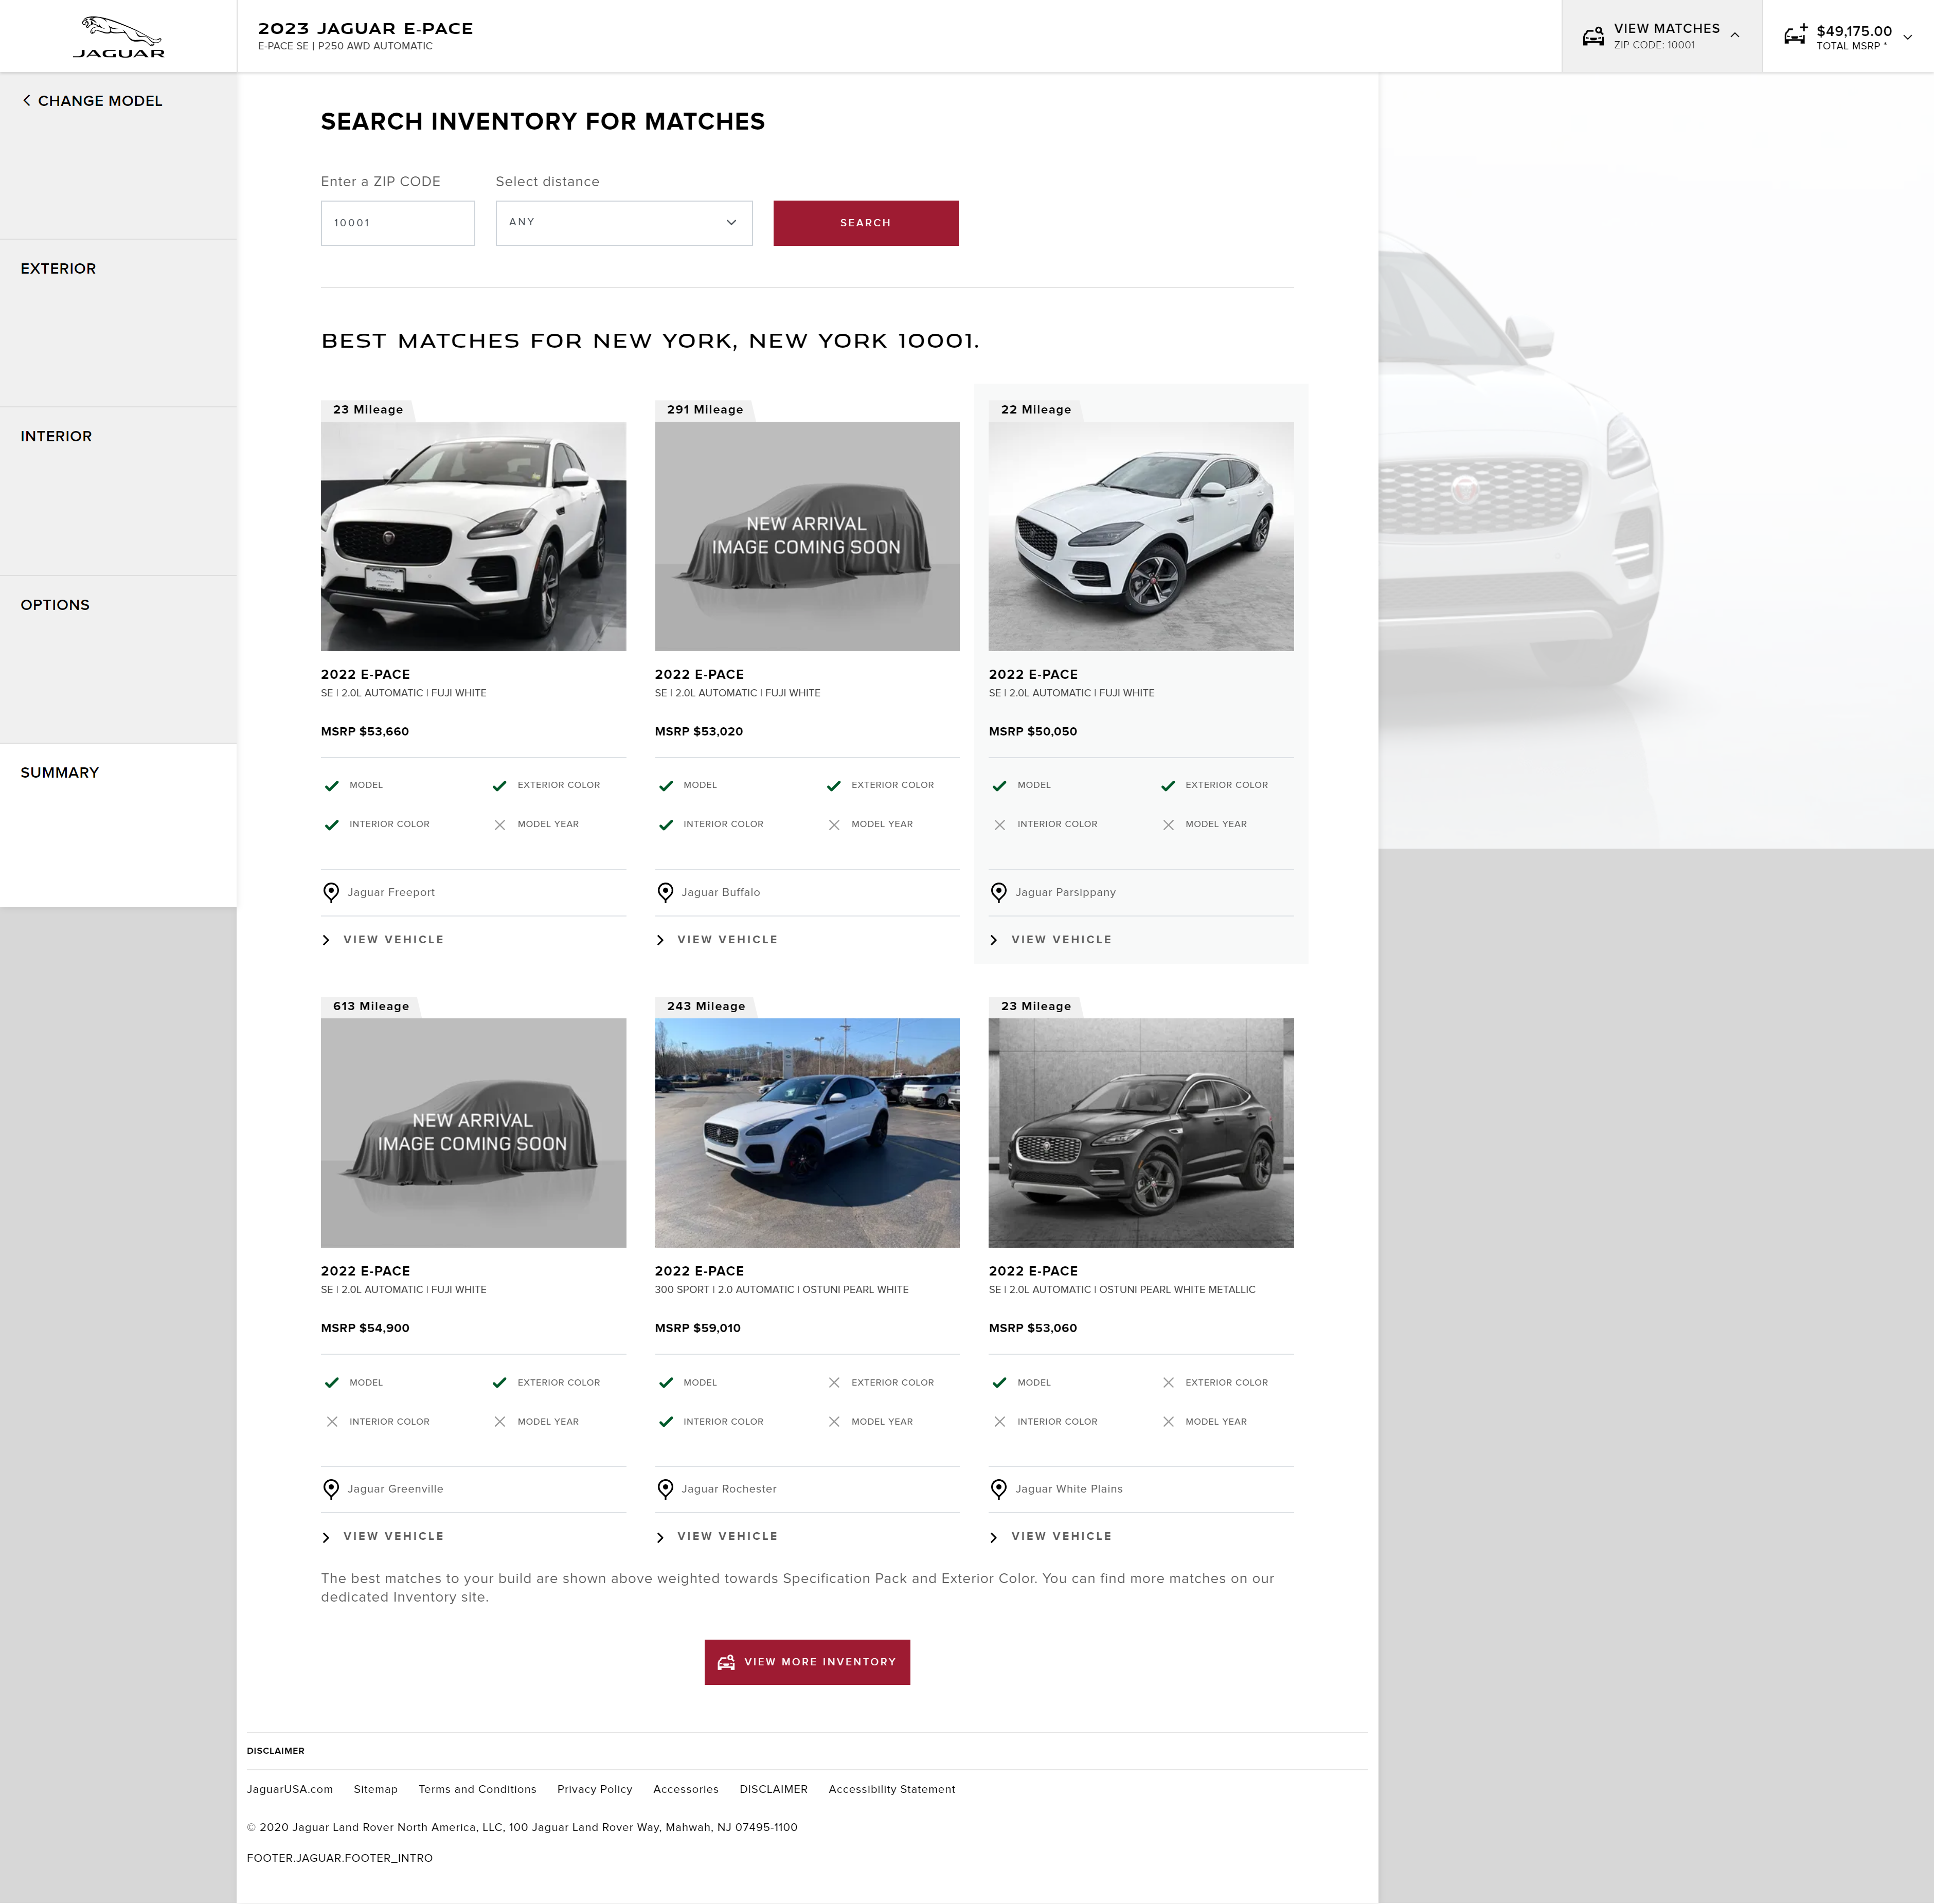 JAGUAR
2023 JAGUAR E-PACE
E-PACE SE | P250 AWD AUTOMATIC
VIEW MATCHES
ZIP CODE: 10001
$49,175.00
TOTAL MSRP *
CHANGE MODEL
EXTERIOR
INTERIOR
OPTIONS
SUMMARY
SEARCH INVENTORY FOR MATCHES
Enter a ZIP CODE
Select distance
10001
ANY
SEARCH
BEST MATCHES FOR NEW YORK, NEW YORK 10001.
23 Mileage
2022 E-PACE
SE | 2.0L AUTOMATIC | FUJI WHITE
MSRP $53,660
MODEL
EXTERIOR COLOR
INTERIOR COLOR
MODEL YEAR
Jaguar Freeport
VIEW VEHICLE
291 Mileage
NEW ARRIVAL
IMAGE COMING SOON
2022 E-PACE
SE | 2.0L AUTOMATIC | FUJI WHITE
MSRP $53,020
MODEL
EXTERIOR COLOR
INTERIOR COLOR
MODEL YEAR
Jaguar Buffalo
VIEW VEHICLE
22 Mileage
2022 E-PACE
SE | 2.0L AUTOMATIC | FUJI WHITE
MSRP $50,050
MODEL
EXTERIOR COLOR
INTERIOR COLOR
MODEL YEAR
Jaguar Parsippany
VIEW VEHICLE
613 Mileage
NEW ARRIVAL
IMAGE COMING SOON
2022 E-PACE
SE | 2.0L AUTOMATIC | FUJI WHITE
MSRP $54,900
MODEL
EXTERIOR COLOR
INTERIOR COLOR
MODEL YEAR
Jaguar Greenville
VIEW VEHICLE
243 Mileage
2022 E-PACE
300 SPORT | 2.0 AUTOMATIC | OSTUNI PEARL WHITE
MSRP $59,010
MODEL
EXTERIOR COLOR
INTERIOR COLOR
MODEL YEAR
Jaguar Rochester
VIEW VEHICLE
23 Mileage
2022 E-PACE
SE | 2.0L AUTOMATIC | OSTUNI PEARL WHITE METALLIC
MSRP $53,060
MODEL
EXTERIOR COLOR
INTERIOR COLOR
MODEL YEAR
Jaguar White Plains
VIEW VEHICLE
The best matches to your build are shown above weighted towards Specification Pack and Exterior Color. You can find more matches on our
dedicated Inventory site.
VIEW MORE INVENTORY
DISCLAIMER
JaguarUSA.com Sitemap Terms and Conditions Privacy Policy Accessories DISCLAIMER Accessibility Statement
© 2020 Jaguar Land Rover North America, LLC, 100 Jaguar Land Rover Way, Mahwah, NJ 07495-1100
FOOTER.JAGUAR.FOOTER_INTRO